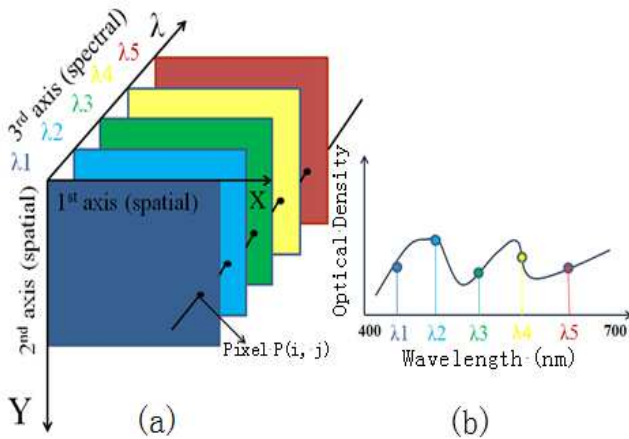 λ
3rd axis (spectral)
λ1
λ2
λ3
λ4
λ5
1st axis (spatial)
X
2nd axis (spatial)
Y
Pixel P(i, j)
(a)
Optical Density
400
λ1
λ2
λ3
λ4
λ5
700
Wavelength (nm)
(b)